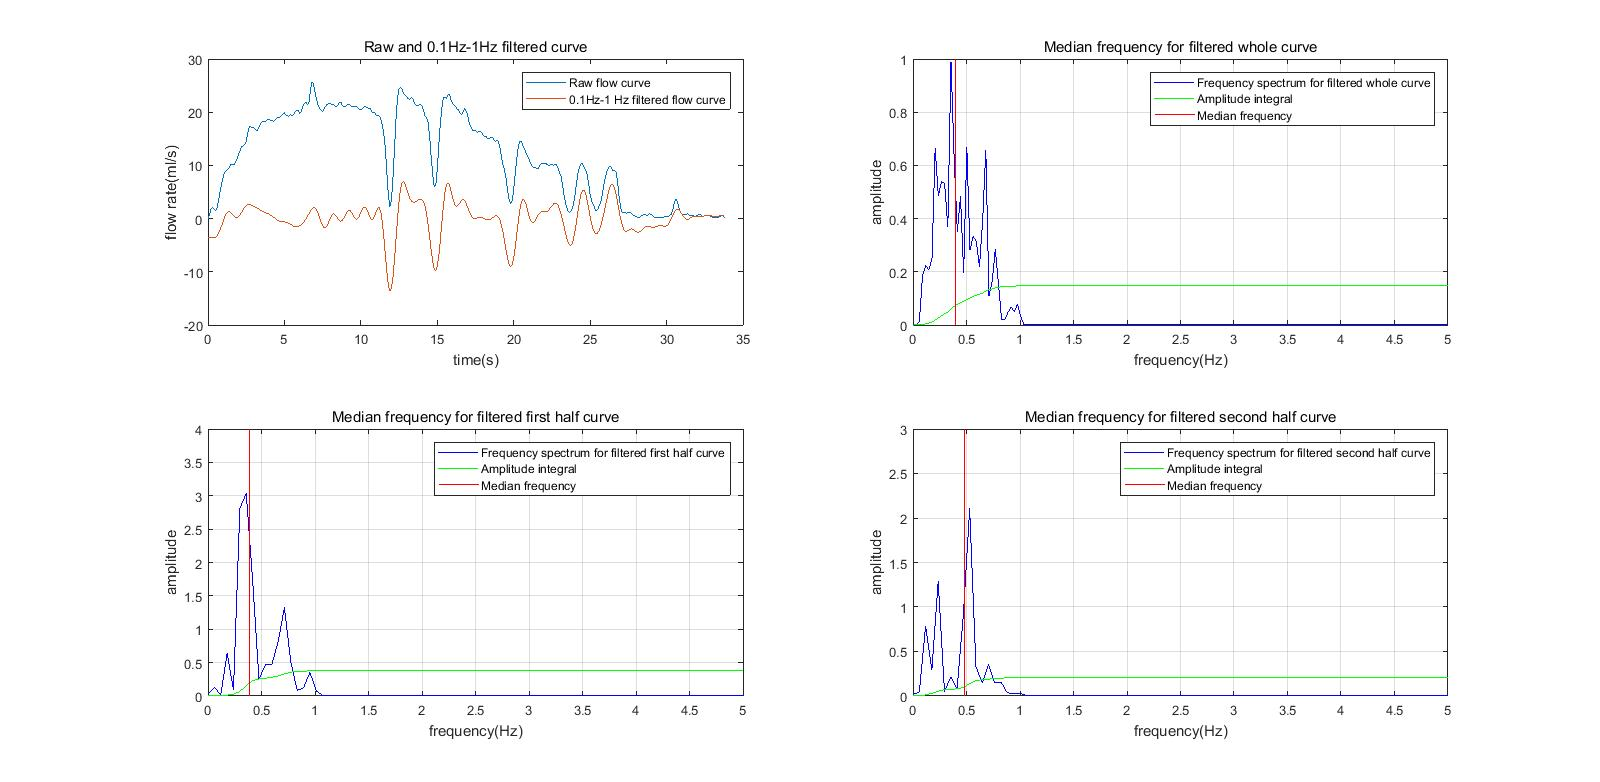 Raw and 0.1Hz-1Hz filtered curve
30
20
10
0
-10
-20
flow rate(ml/s)
Raw flow curve
0.1Hz-1 Hz filtered flow curve
0 5 10 15 20 25 30 35
time(s)
Median frequency for filtered whole curve
1
0.8
0.6
0.4
0.2
0
amplitude
Frequency spectrum for filtered whole curve
Amplitude integral
Median frequency
0 0.5 1 1.5 2 2.5 3 3.5 4 4.5 5
frequency(Hz)
Median frequency for filtered first half curve
4
3.5
3
2.5
2
1.5
1
0.5
0
amplitude
Frequency spectrum for filtered first half curve
Amplitude integral
Median frequency
0 0.5 1 1.5 2 2.5 3 3.5 4 4.5 5
frequency(Hz)
Median frequency for filtered second half curve
3
2.5
2
1.5
1
0.5
0
amplitude
Frequency spectrum for filtered second half curve
Amplitude integral
Median frequency
0 0.5 1 1.5 2 2.5 3 3.5 4 4.5 5
frequency(Hz)